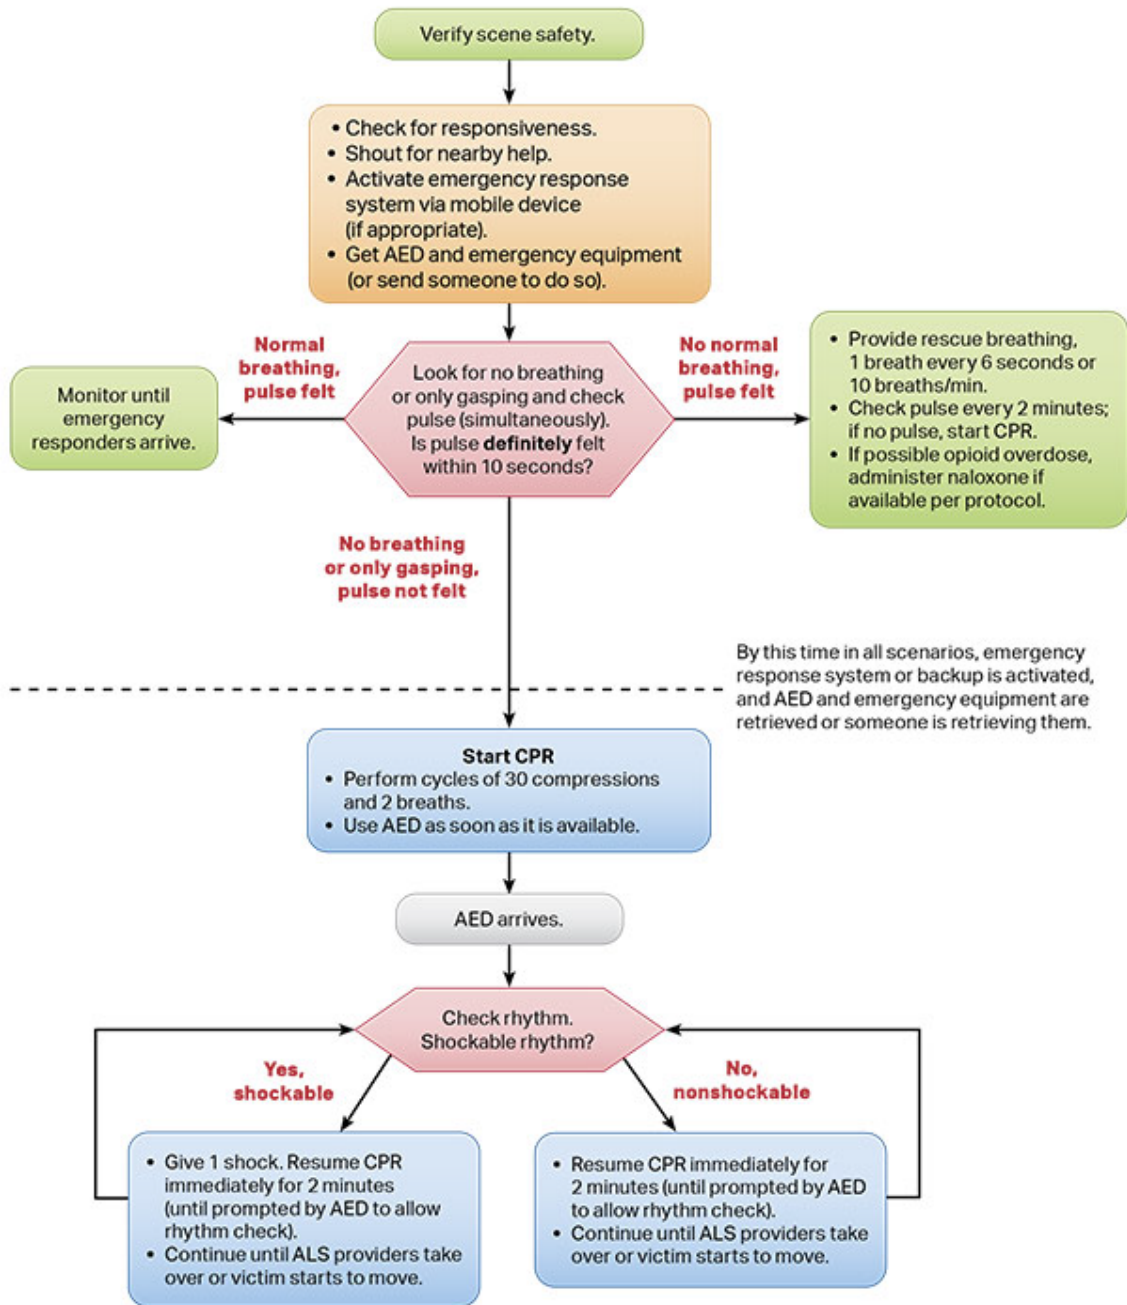 Verify scene safety.
• Check for responsiveness.
• Shout for nearby help.
• Activate emergency response
system via mobile device
(if appropriate).
• Get AED and emergency equipment
(or send someone to do so).
Normal
breathing,
pulse felt
Monitor until
emergency
responders arrive.
Look for no breathing
or only gasping and check
pulse (simultaneously).
Is pulse definitely felt
within 10 seconds?
No normal
breathing,
pulse felt
• Provide rescue breathing,
1 breath every 6 seconds or
10 breaths/min.
• Check pulse every 2 minutes;
if no pulse, start CPR.
• If possible opioid overdose,
administer naloxone if
available per protocol.
No breathing
or only gasping,
pulse not felt
By this time in all scenarios, emergency
response system or backup is activated,
and AED and emergency equipment are
retrieved or someone is retrieving them.
Start CPR
• Perform cycles of 30 compressions
and 2 breaths.
• Use AED as soon as it is available.
AED arrives.
Check rhythm.
Shockable rhythm?
Yes,
shockable
No,
nonshockable
• Give 1 shock. Resume CPR
immediately for 2 minutes
(until prompted by AED to allow
rhythm check).
• Continue until ALS providers take
over or victim starts to move.
• Resume CPR immediately for
2 minutes (until prompted by AED
to allow rhythm check).
• Continue until ALS providers take
over or victim starts to move.